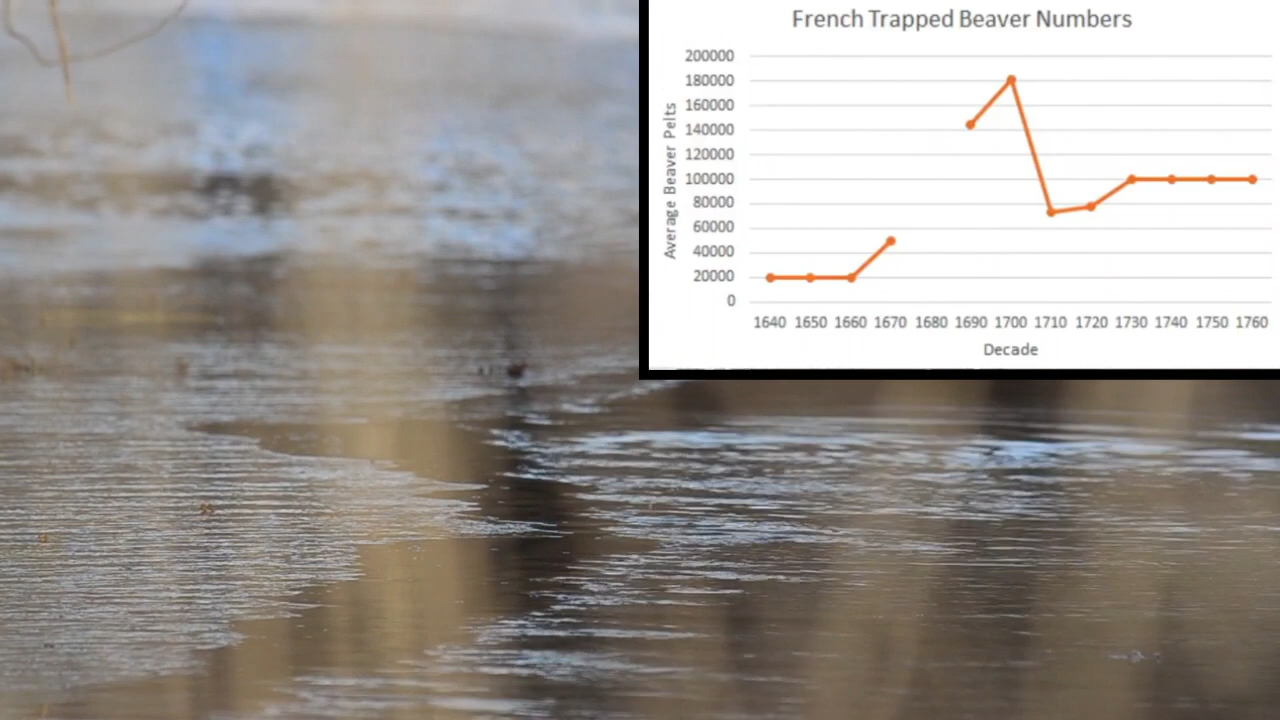 French Trapped Beaver Numbers
Average Beaver Pelts
200000
180000
160000
140000
120000
100000
80000
60000
40000
20000
0
1640 1650 1660 1670 1680 1690 1700 1710 1720 1730 1740 1750 1760
Decade